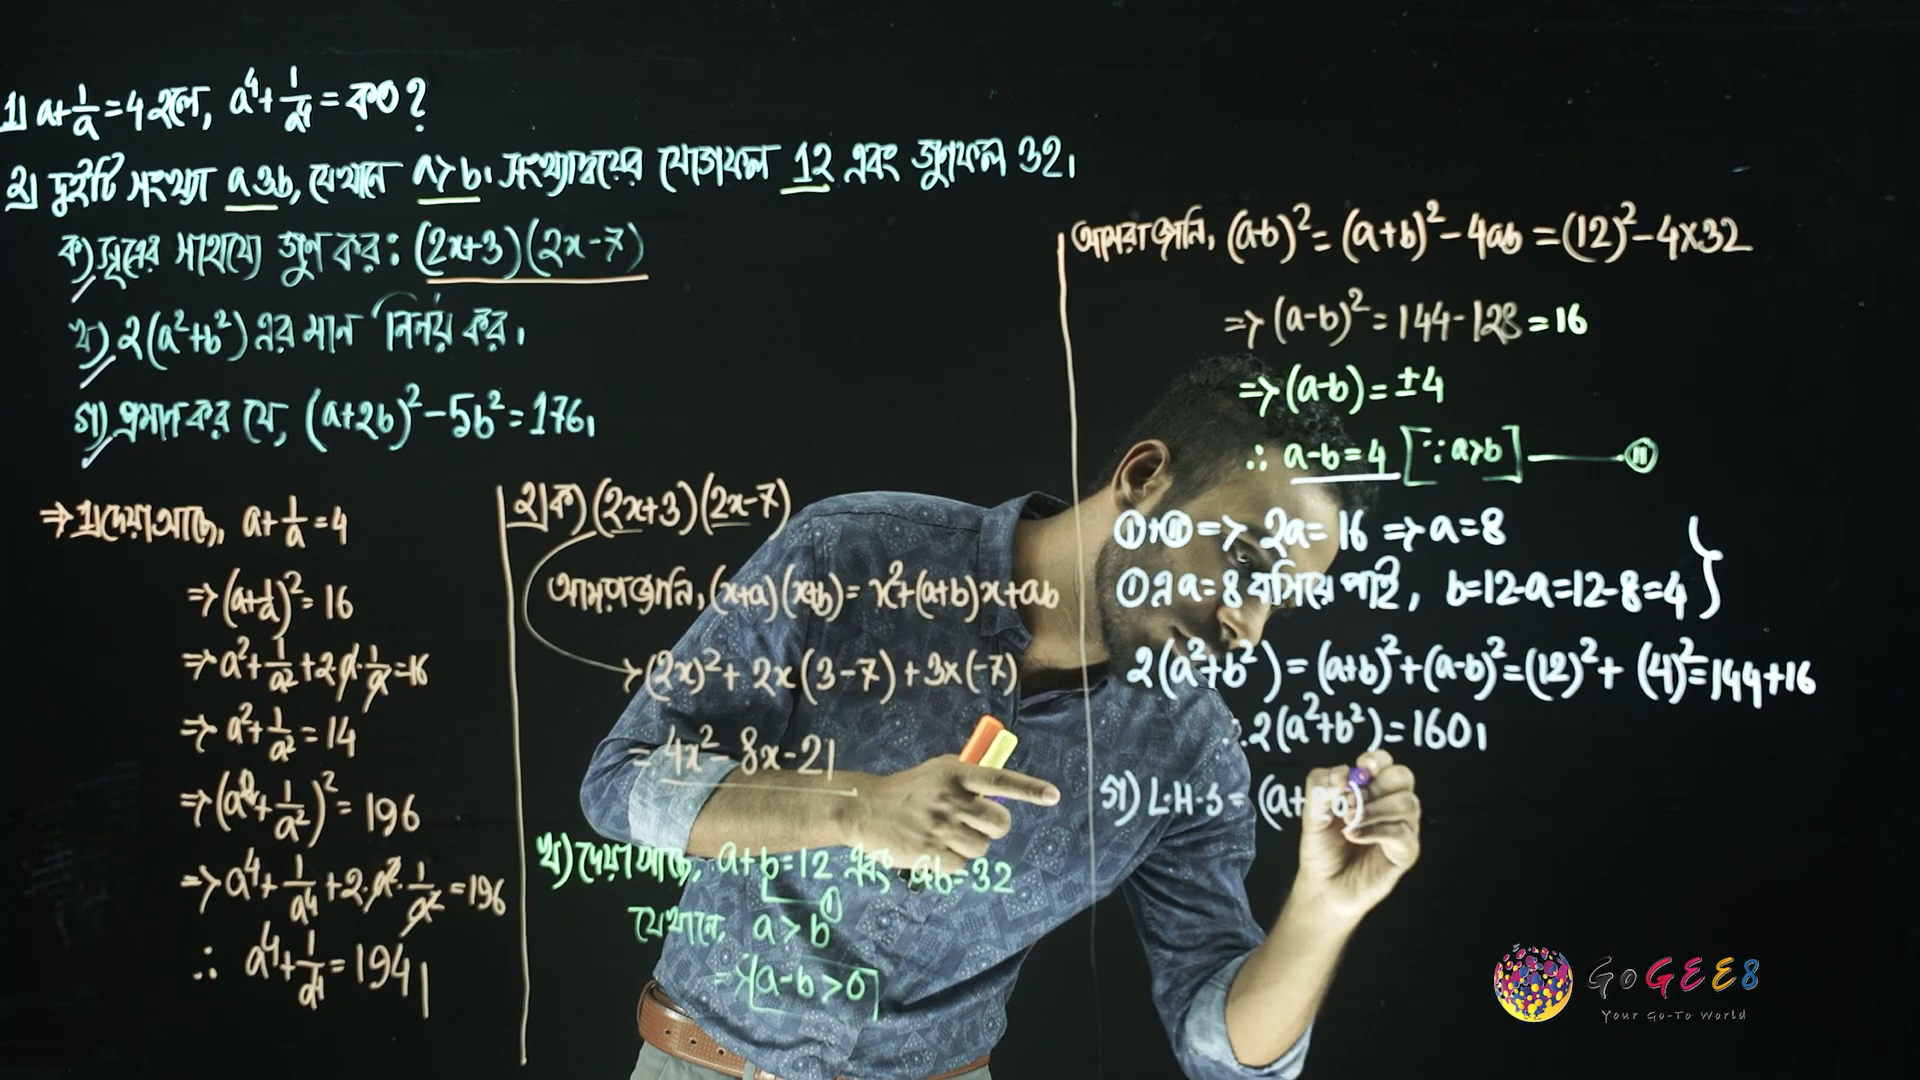 1) a+1/a=4 হলে, a⁴+1/a⁴=কত?
২) দুইটি সংখ্যা a ও b, যেখানে a>b। সংখ্যাদ্বয়ের যোগফল 12 এবং গুণফল 32।
ক) সূত্রের সাহায্যে গুণ কর: (2x+3)(2x-7)
খ) 2(a²+b²) এর মান নির্ণয় কর।
গ) প্রমাণ কর যে, (a+2b)²-5b²=176।
⇒ 1) দেয়া আছে, a+1/a=4
⇒(a+1/a)²=16
⇒a²+1/a²+2·a·1/a=16
⇒a²+1/a²=14
⇒(a²+1/a²)²=196
⇒a⁴+1/a⁴+2·a²·1/a²=196
∴ a⁴+1/a⁴=194।
২) ক) (2x+3)(2x-7)
আমরা জানি, (x+a)(x+b)=x²+(a+b)x+ab
→(2x)²+2x(3-7)+3x(-7)
=4x²-8x-21
খ) দেয়া আছে, a+b=12 এবং ab=32
(i)
যেখানে, a>b
⇒ a-b>0
আমরা জানি, (a-b)²=(a+b)²-4ab=(12)²-4×32
⇒(a-b)²=144-128=16
⇒(a-b)=±4
∴ a-b=4 [∵a>b] — (ii)
(i)+(ii)⇒ 2a=16 ⇒a=8
(i) এ a=8 বসিয়ে পাই, b=12-a=12-8=4
2(a²+b²)=(a+b)²+(a-b)²=(12)²+(4)²=144+16
∴2(a²+b²)=160।
গ) L.H.S=(a+2b)
GOGEE8
Your Go-To World